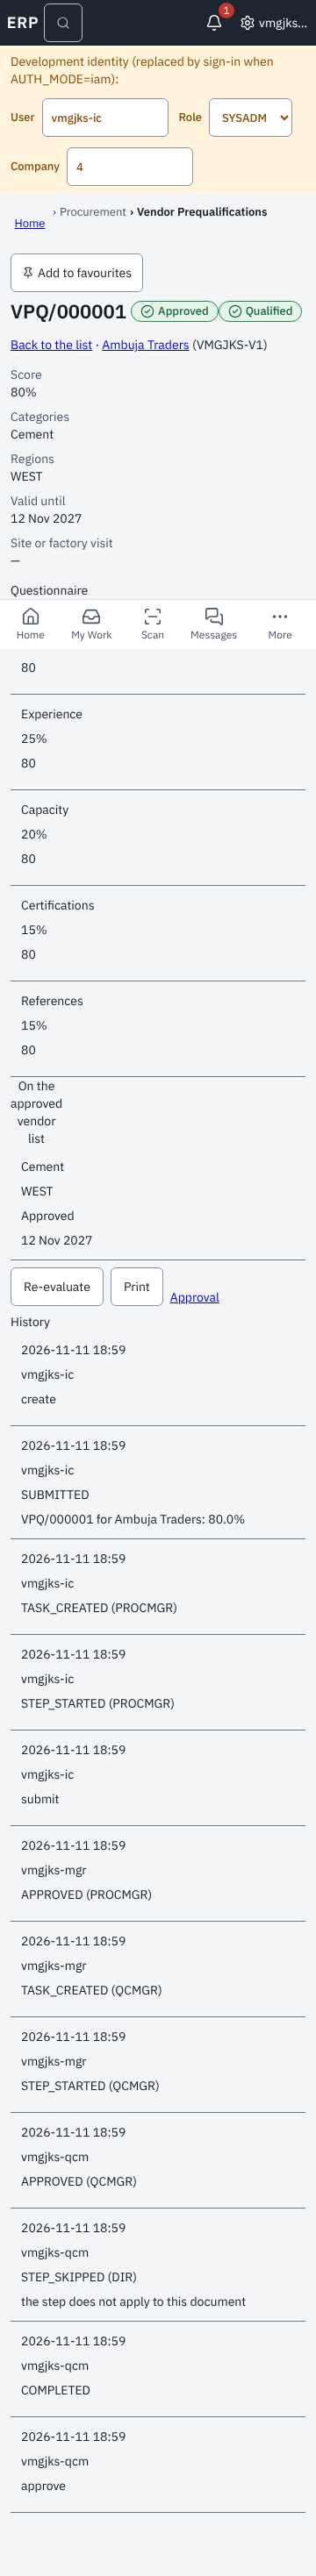 ERP
1
vmgjks...
Development identity (replaced by sign-in when
AUTH_MODE=iam):
User vmgjks-ic Role SYSADM
Company 4
Home › Procurement › Vendor Prequalifications
Add to favourites
VPQ/000001 Approved Qualified
Back to the list · Ambuja Traders (VMGJKS-V1)
Score
80%
Categories
Cement
Regions
WEST
Valid until
12 Nov 2027
Site or factory visit
—
Questionnaire
Home My Work Scan Messages More
80
Experience
25%
80
Capacity
20%
80
Certifications
15%
80
References
15%
80
On the
approved
vendor
list
Cement
WEST
Approved
12 Nov 2027
Re-evaluate Print Approval
History
2026-11-11 18:59
vmgjks-ic
create
2026-11-11 18:59
vmgjks-ic
SUBMITTED
VPQ/000001 for Ambuja Traders: 80.0%
2026-11-11 18:59
vmgjks-ic
TASK_CREATED (PROCMGR)
2026-11-11 18:59
vmgjks-ic
STEP_STARTED (PROCMGR)
2026-11-11 18:59
vmgjks-ic
submit
2026-11-11 18:59
vmgjks-mgr
APPROVED (PROCMGR)
2026-11-11 18:59
vmgjks-mgr
TASK_CREATED (QCMGR)
2026-11-11 18:59
vmgjks-mgr
STEP_STARTED (QCMGR)
2026-11-11 18:59
vmgjks-qcm
APPROVED (QCMGR)
2026-11-11 18:59
vmgjks-qcm
STEP_SKIPPED (DIR)
the step does not apply to this document
2026-11-11 18:59
vmgjks-qcm
COMPLETED
2026-11-11 18:59
vmgjks-qcm
approve